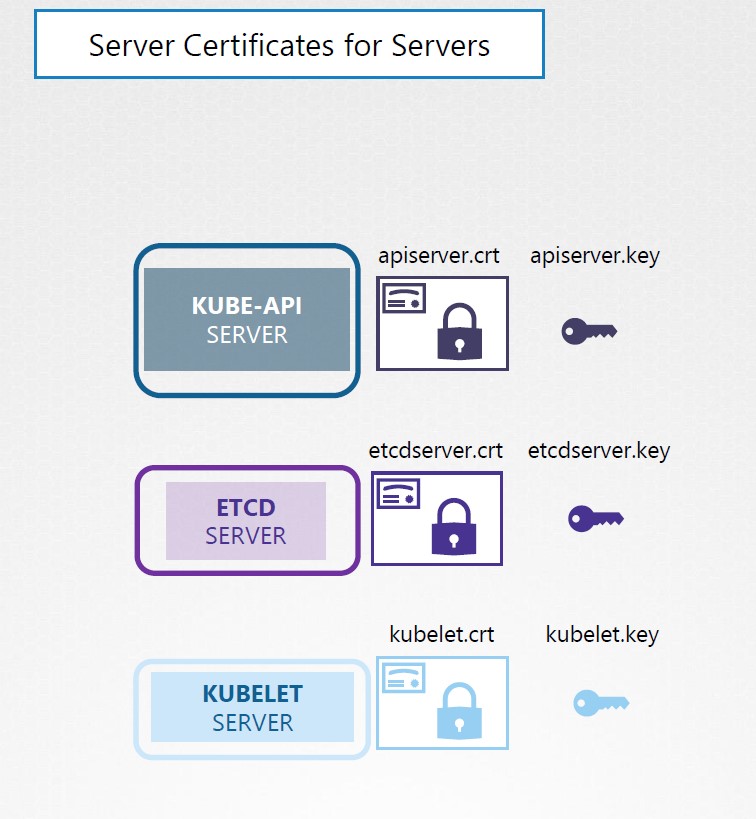 Server Certificates for Servers
apiserver.crt apiserver.key
KUBE-API
SERVER
etcdserver.crt etcdserver.key
ETCD
SERVER
kubelet.crt kubelet.key
KUBELET
SERVER